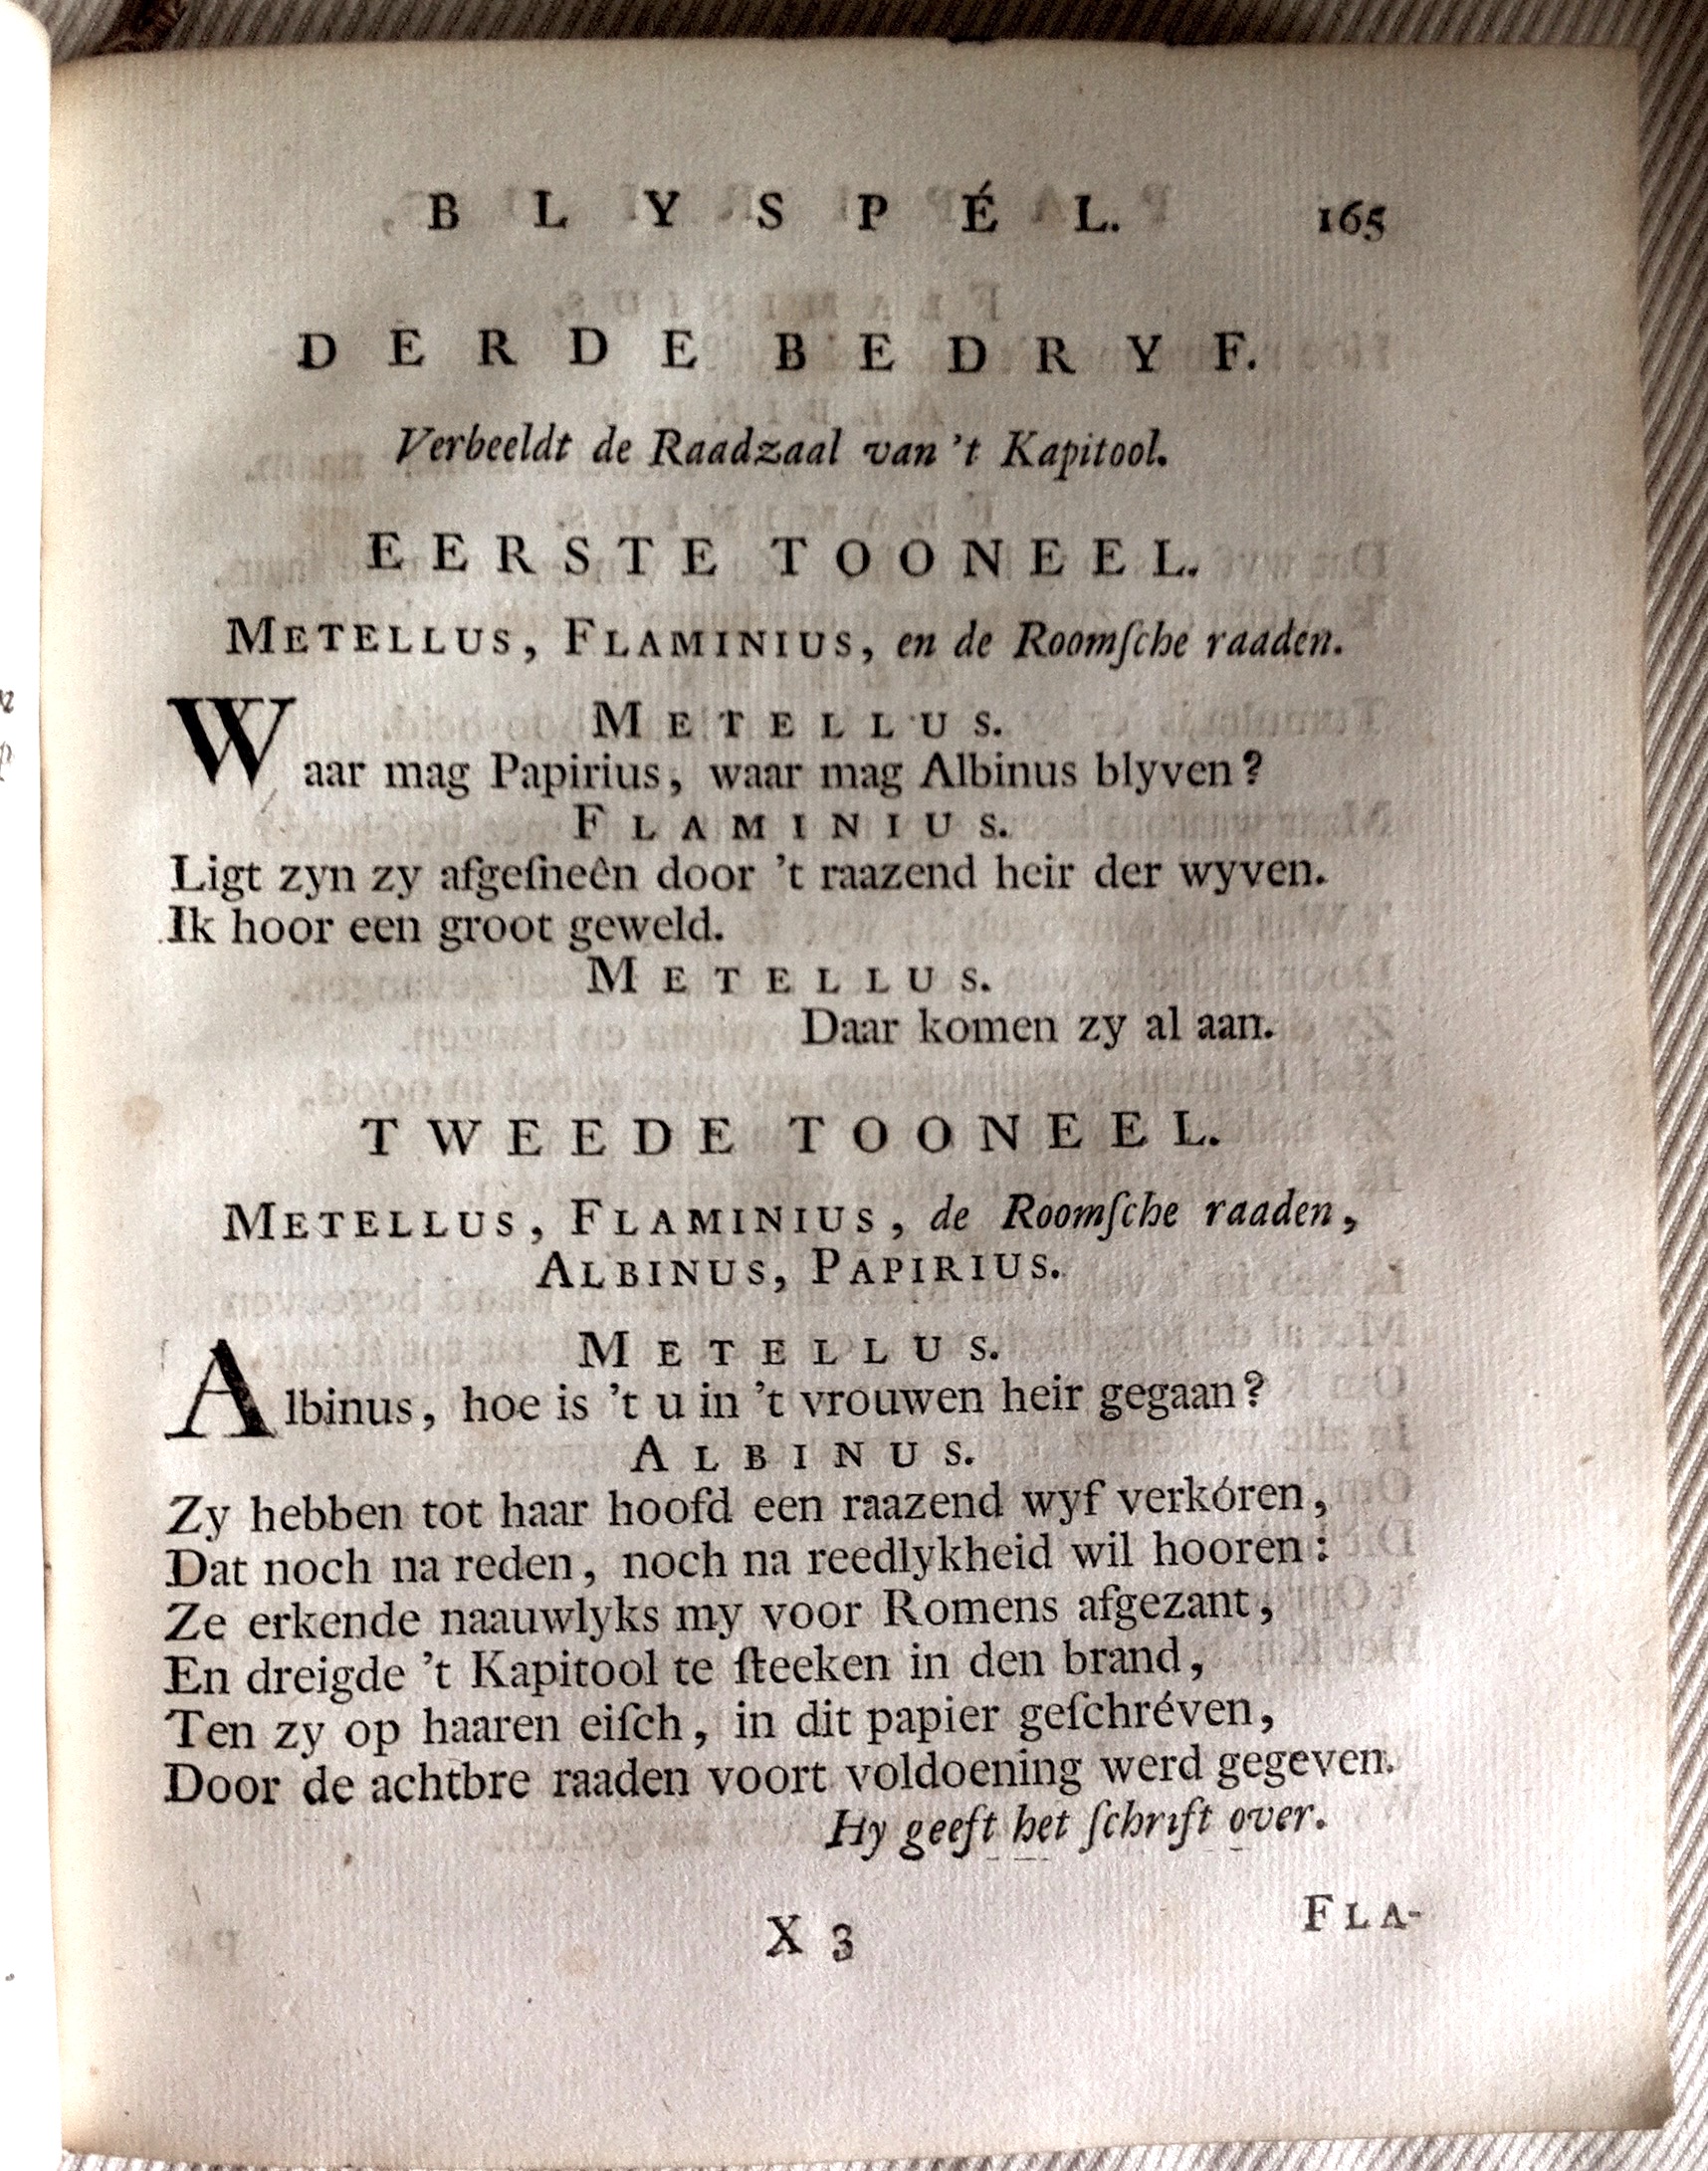 BLYSPÉL. 165
DERDE BEDRYF.
Verbeeldt de Raadzaal van 't Kapitool.
EERSTE TOONEEL.
METELLUS, FLAMINIUS, en de Roomſche raaden.
METELLUS.
Waar mag Papirius, waar mag Albinus blyven?
FLAMINIUS.
Ligt zyn zy afgeſneên door 't raazend heir der wyven.
Ik hoor een groot geweld.
METELLUS.
Daar komen zy al aan.
TWEEDE TOONEEL.
METELLUS, FLAMINIUS, de Roomſche raaden,
ALBINUS, PAPIRIUS.
METELLUS.
Albinus, hoe is 't u in 't vrouwen heir gegaan?
ALBINUS.
Zy hebben tot haar hoofd een raazend wyf verkóren,
Dat noch na reden, noch na reedlykheid wil hooren:
Ze erkende naauwlyks my voor Romens afgezant,
En dreigde 't Kapitool te ſteeken in den brand,
Ten zy op haaren eiſch, in dit papier geſchréven,
Door de achtbre raaden voort voldoening werd gegeven.
Hy geeft het ſchrift over.
X 3 FLA-